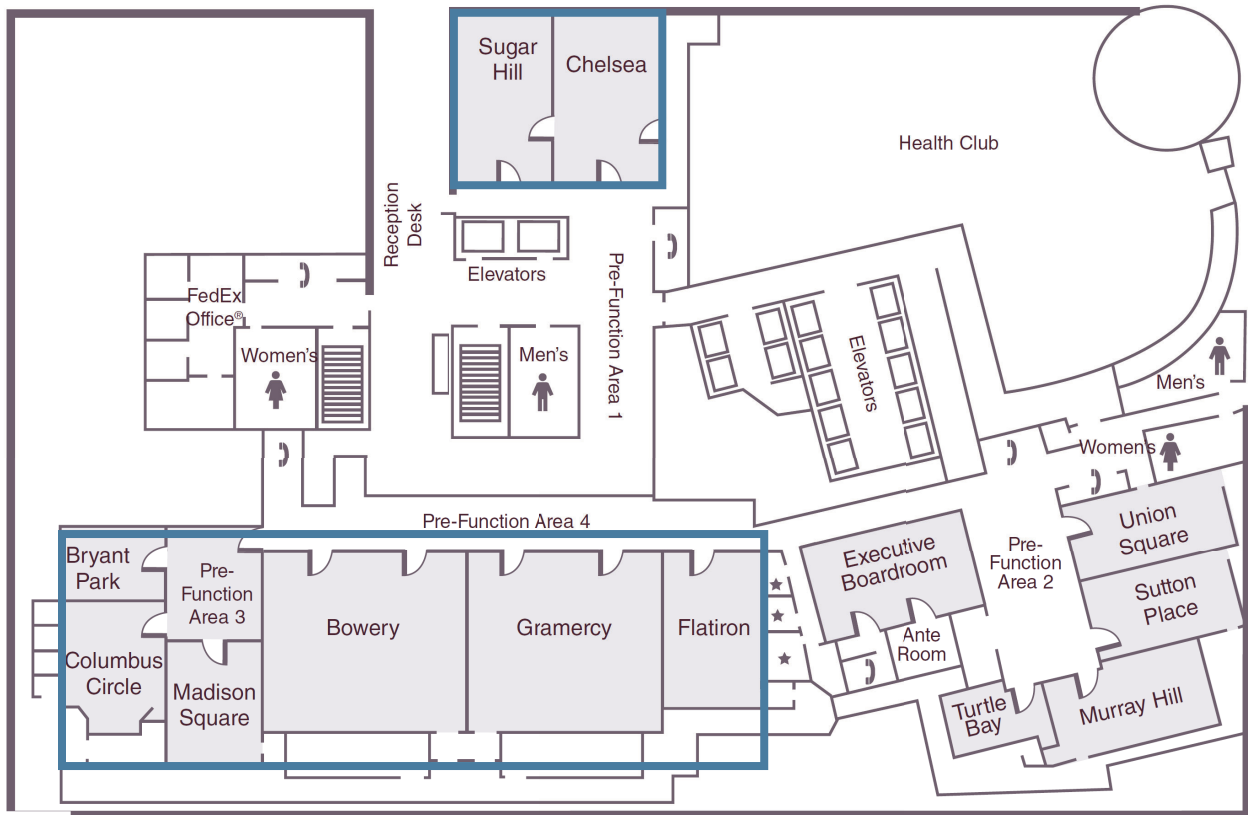 Sugar
Hill
Chelsea
Health Club
Reception
Desk
Elevators
Pre-Function Area 1
FedEx
Office®
Women's
Men's
Elevators
Men's
Women's
Pre-Function Area 4
Bryant
Park
Pre-
Function
Area 3
Columbus
Circle
Madison
Square
Bowery
Gramercy
Flatiron
Executive
Boardroom
Ante
Room
Pre-
Function
Area 2
Union
Square
Sutton
Place
Turtle
Bay
Murray Hill